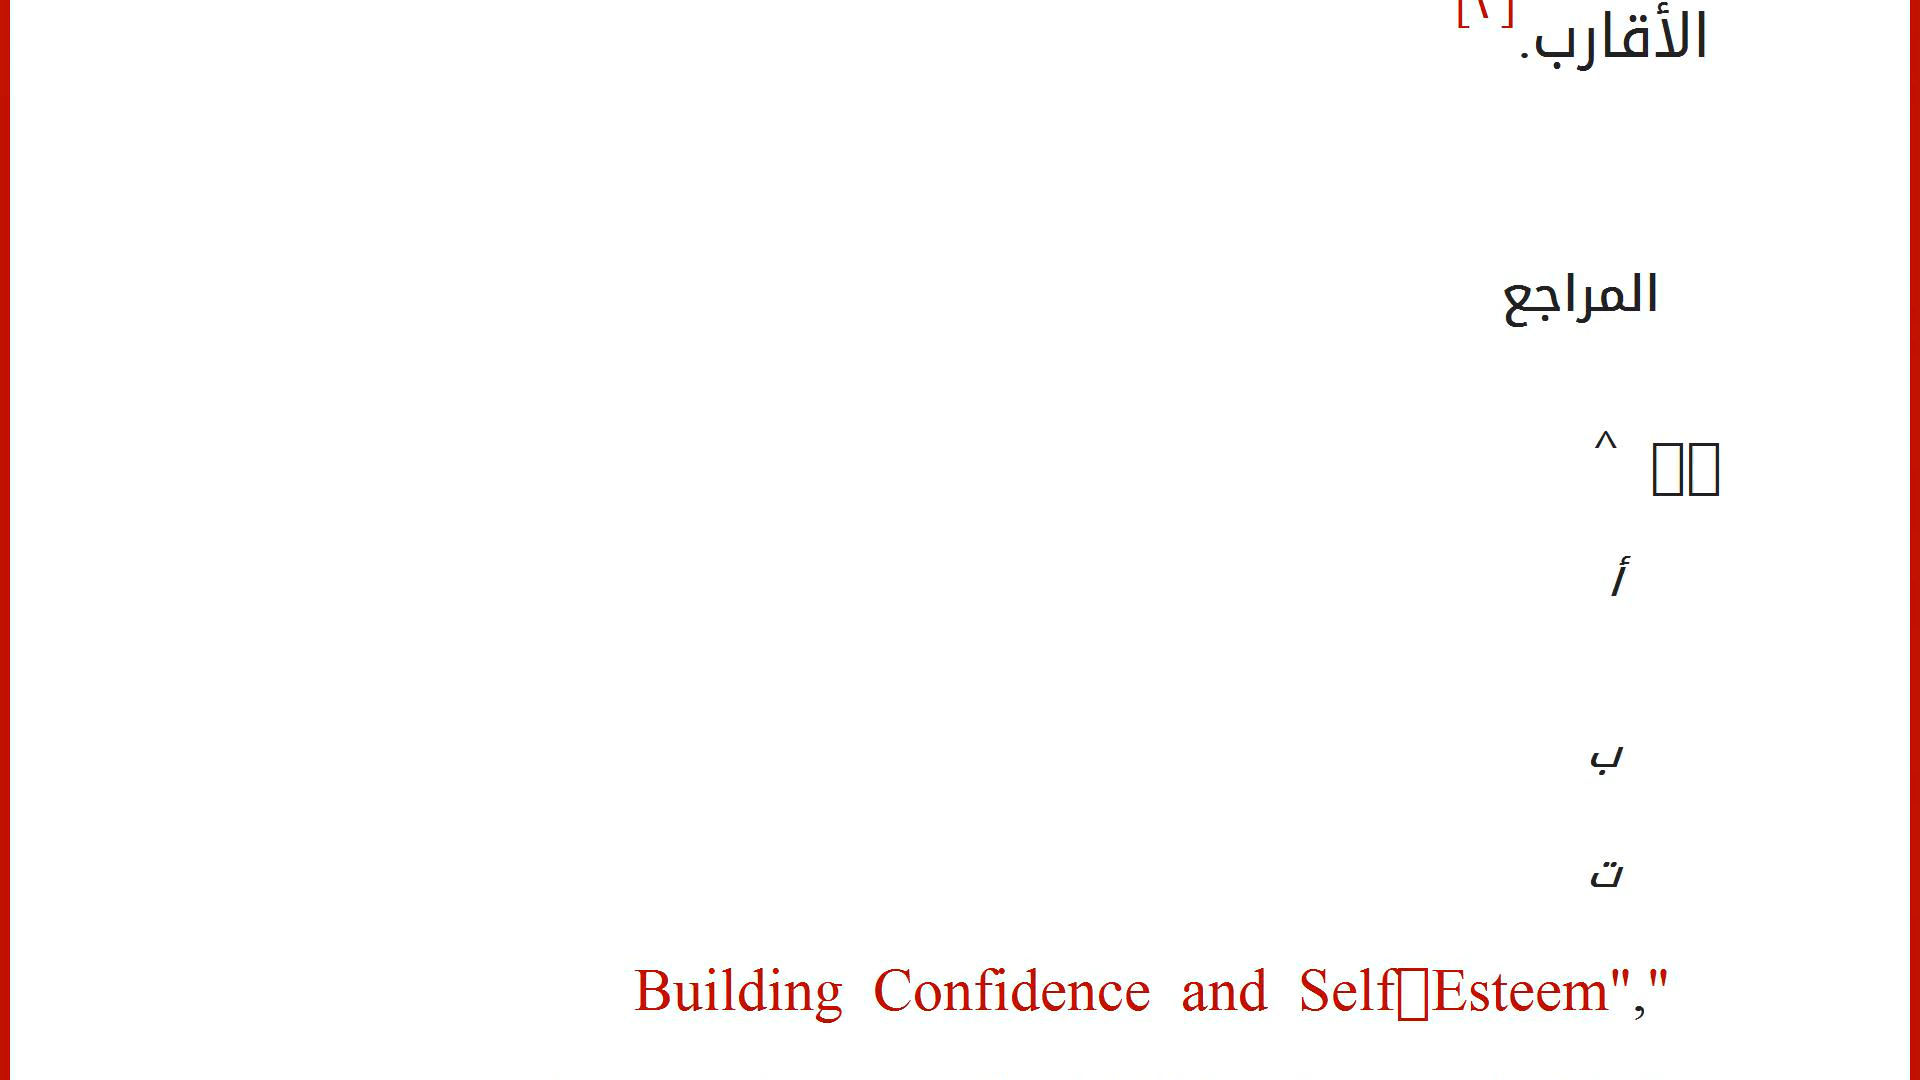 الأقارب.
المراجع
^
أ
ب
ت
Building Confidence and Self▯Esteem","